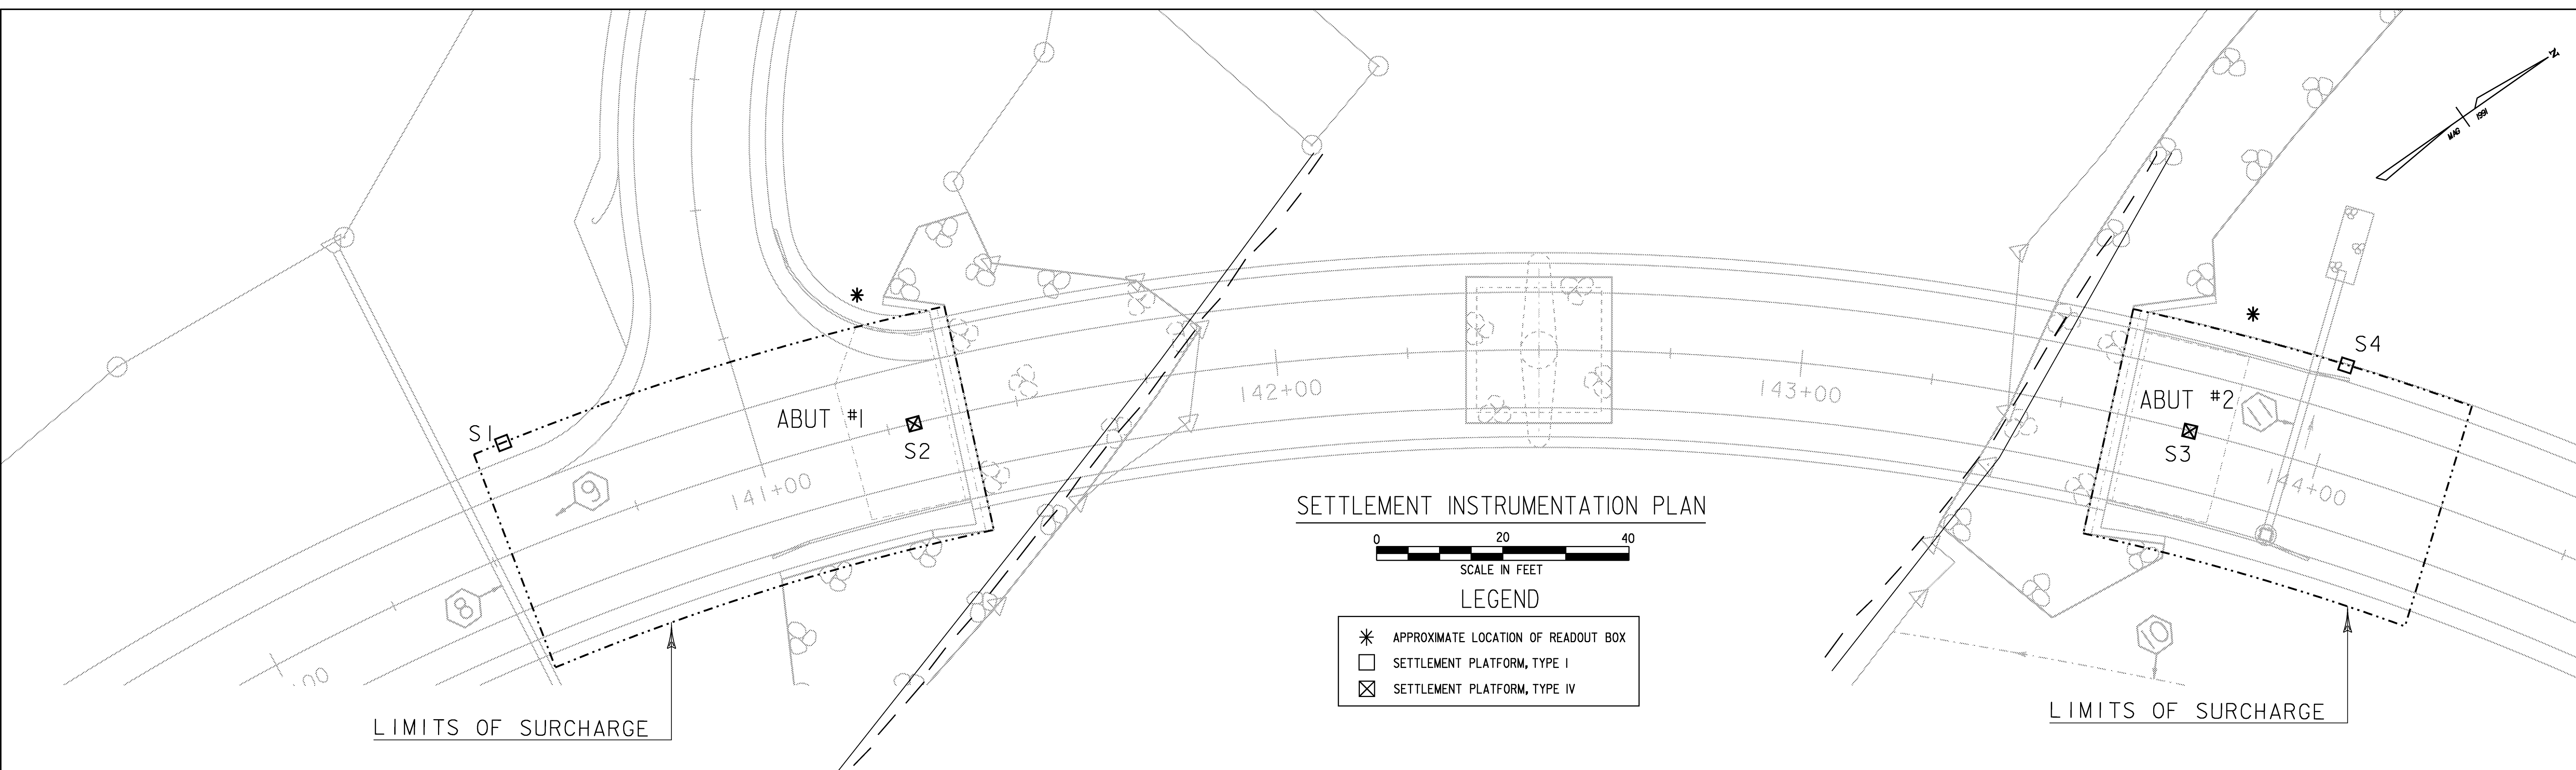 N
MAG
1991
S1
ABUT #1
S2
9
141+00
8
00
LIMITS OF SURCHARGE
142+00
143+00
S4
ABUT #2
11
S3
144+00
10
LIMITS OF SURCHARGE
SETTLEMENT INSTRUMENTATION PLAN
0 20 40
SCALE IN FEET
LEGEND
APPROXIMATE LOCATION OF READOUT BOX
SETTLEMENT PLATFORM, TYPE I
SETTLEMENT PLATFORM, TYPE IV